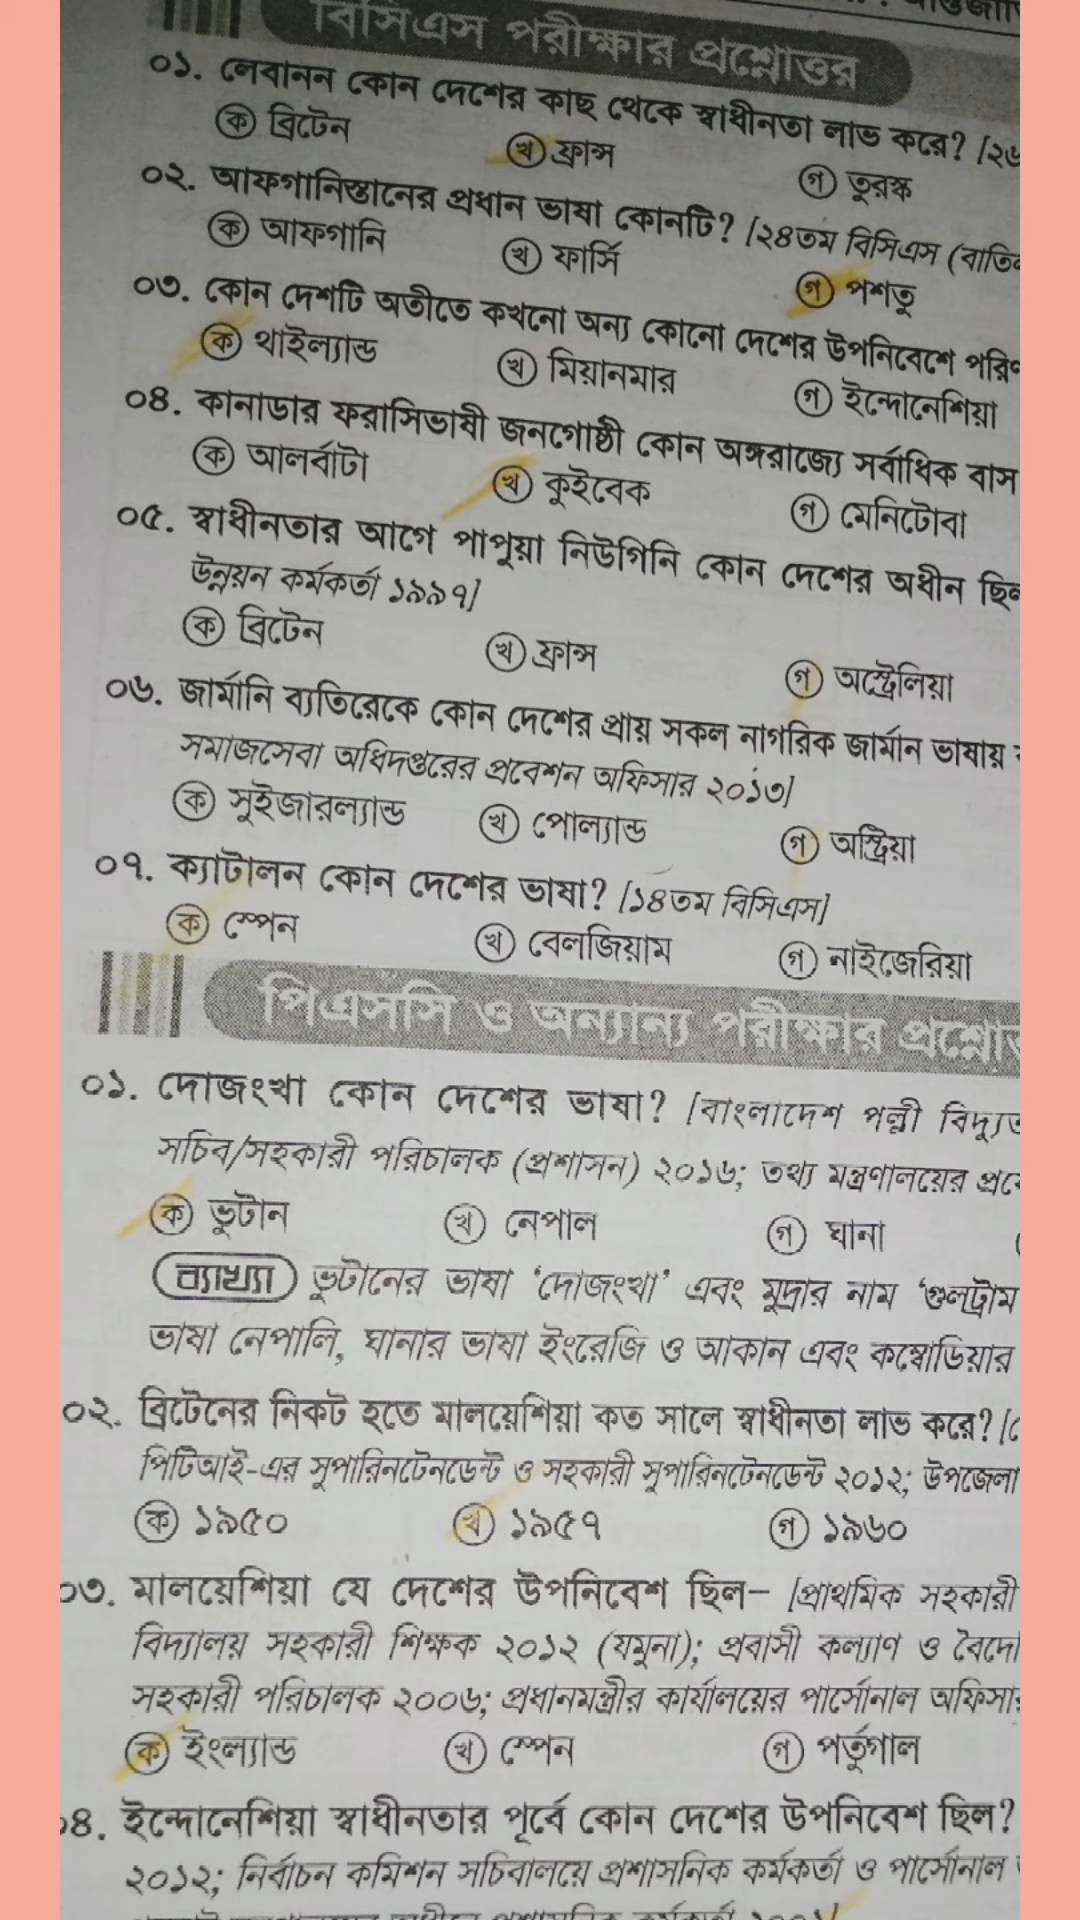 বিসিএস পরীক্ষার প্রশ্নোত্তর
০১. লেবানন কোন দেশের কাছ থেকে স্বাধীনতা লাভ করে? [২৬
ক ব্রিটেন খ ফ্রান্স গ তুরস্ক
০২. আফগানিস্তানের প্রধান ভাষা কোনটি? [২৪তম বিসিএস (বাতিল
ক আফগানি খ ফার্সি গ পশতু
০৩. কোন দেশটি অতীতে কখনো অন্য কোনো দেশের উপনিবেশে পরিণ
ক থাইল্যান্ড খ মিয়ানমার গ ইন্দোনেশিয়া
০৪. কানাডার ফরাসিভাষী জনগোষ্ঠী কোন অঙ্গরাজ্যে সর্বাধিক বাস
ক আলর্বাটা খ কুইবেক গ মেনিটোবা
০৫. স্বাধীনতার আগে পাপুয়া নিউগিনি কোন দেশের অধীন ছিল
উন্নয়ন কর্মকর্তা ১৯৯৭]
ক ব্রিটেন খ ফ্রান্স গ অস্ট্রেলিয়া
০৬. জার্মানি ব্যতিরেকে কোন দেশের প্রায় সকল নাগরিক জার্মান ভাষায়
সমাজসেবা অধিদপ্তরের প্রবেশন অফিসার ২০১৩]
ক সুইজারল্যান্ড খ পোল্যান্ড গ অস্ট্রিয়া
০৭. ক্যাটালন কোন দেশের ভাষা? [১৪তম বিসিএস]
ক স্পেন খ বেলজিয়াম গ নাইজেরিয়া
পিএসসি ও অন্যান্য পরীক্ষার প্রশ্নোত
০১. দোজংখা কোন দেশের ভাষা? [বাংলাদেশ পল্লী বিদ্যুত
সচিব/সহকারী পরিচালক (প্রশাসন) ২০১৬; তথ্য মন্ত্রণালয়ের
ক ভুটান খ নেপাল গ ঘানা
ব্যাখ্যা ভুটানের ভাষা ‘দোজংখা’ এবং মুদ্রার নাম ‘গুলট্রাম
ভাষা নেপালি, ঘানার ভাষা ইংরেজি ও আকান এবং কম্বোডিয়ার
০২. ব্রিটেনের নিকট হতে মালয়েশিয়া কত সালে স্বাধীনতা লাভ করে?
পিটিআই-এর সুপারিনটেনডেন্ট ও সহকারী সুপারিনটেনডেন্ট ২০১২; উপজেলা
ক ১৯৫০ খ ১৯৫৭ গ ১৯৬০
০৩. মালয়েশিয়া যে দেশের উপনিবেশ ছিল– [প্রাথমিক সহকারী
বিদ্যালয় সহকারী শিক্ষক ২০১২ (যমুনা); প্রবাসী কল্যাণ ও বৈদে
সহকারী পরিচালক ২০০৬; প্রধানমন্ত্রীর কার্যালয়ের পার্সোনাল অফিসার
ক ইংল্যান্ড খ স্পেন গ পর্তুগাল
০৪. ইন্দোনেশিয়া স্বাধীনতার পূর্বে কোন দেশের উপনিবেশ ছিল?
২০১২; নির্বাচন কমিশন সচিবালয়ে প্রশাসনিক কর্মকর্তা ও পার্সোনাল